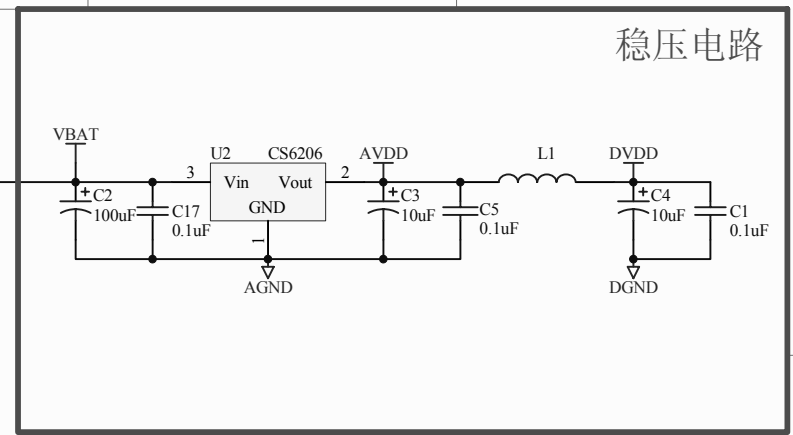 稳压电路
VBAT
U2 CS6206 AVDD L1 DVDD
3 Vin Vout 2
GND
1
C2
100uF
C17
0.1uF
C3
10uF
C5
0.1uF
C4
10uF
C1
0.1uF
AGND
DGND